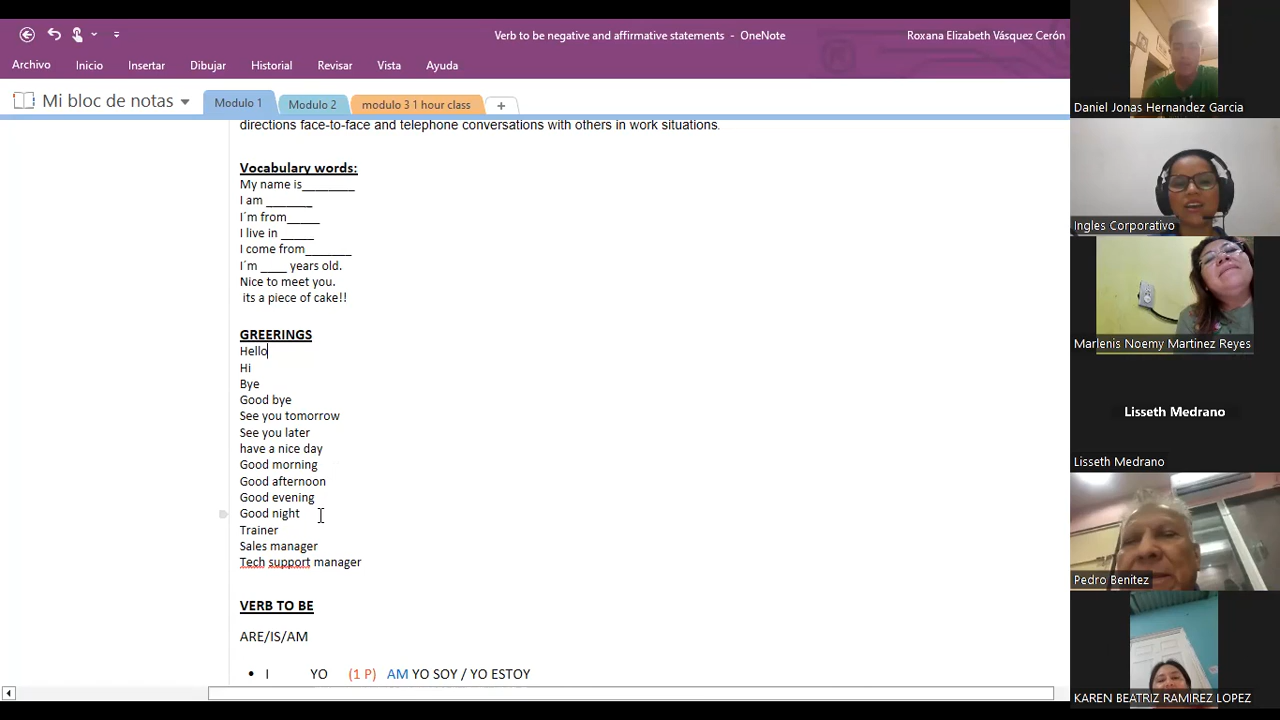 Verb to be negative and affirmative statements - OneNote
Roxana Elizabeth Vásquez Cerón
Archivo Inicio Insertar Dibujar Historial Revisar Vista Ayuda
Mi bloc de notas
Modulo 1 Modulo 2 modulo 3 1 hour class +
directions face-to-face and telephone conversations with others in work situations.
Vocabulary words:
My name is________
I am _______
I´m from_____
I live in _____
I come from_______
I´m ____ years old.
Nice to meet you.
its a piece of cake!!
GREERINGS
Hello
Hi
Bye
Good bye
See you tomorrow
See you later
have a nice day
Good morning
Good afternoon
Good evening
Good night
Trainer
Sales manager
Tech support manager
VERB TO BE
ARE/IS/AM
• I YO (1 P) AM YO SOY / YO ESTOY
Daniel Jonas Hernandez Garcia
Ingles Corporativo
Marlenis Noemy Martinez Reyes
Lisseth Medrano
Lisseth Medrano
Pedro Benitez
KAREN BEATRIZ RAMIREZ LOPEZ